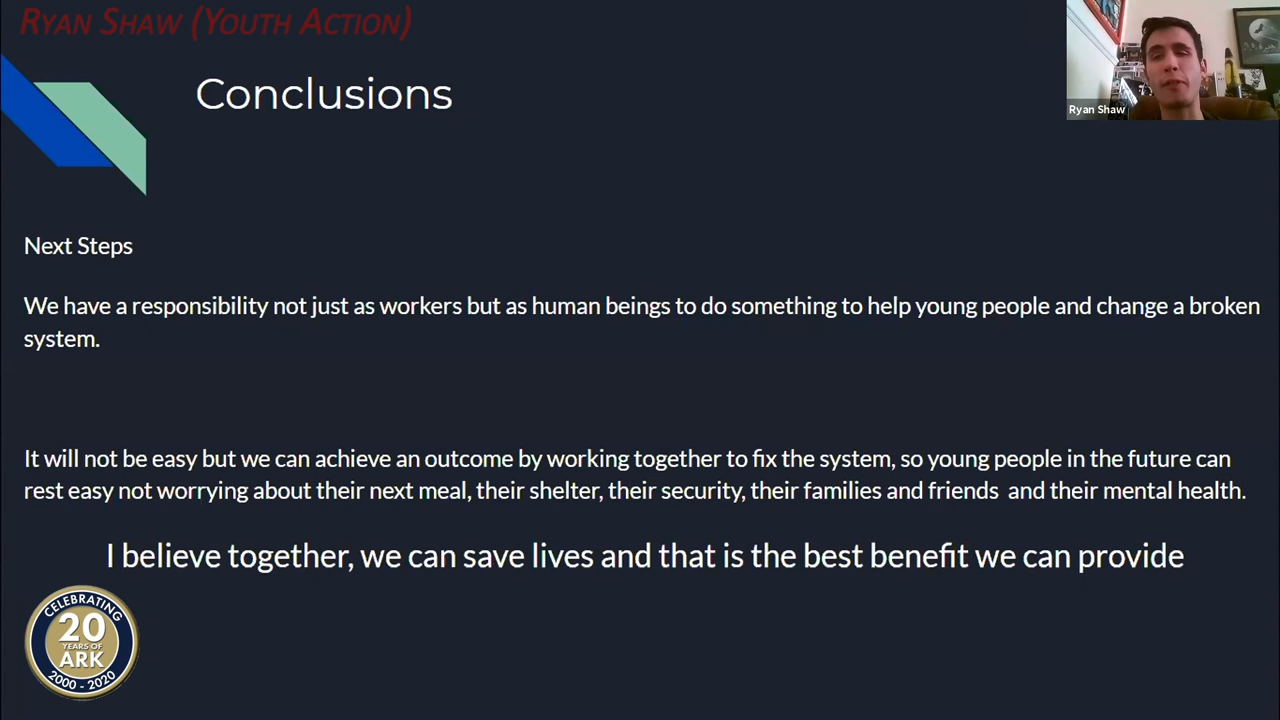 RYAN SHAW (YOUTH ACTION)
Conclusions
Ryan Shaw
Next Steps
We have a responsibility not just as workers but as human beings to do something to help young people and change a broken
system.
It will not be easy but we can achieve an outcome by working together to fix the system, so young people in the future can
rest easy not worrying about their next meal, their shelter, their security, their families and friends  and their mental health.
I believe together, we can save lives and that is the best benefit we can provide
CELEBRATING
20
YEARS OF
ARK
2000 - 2020